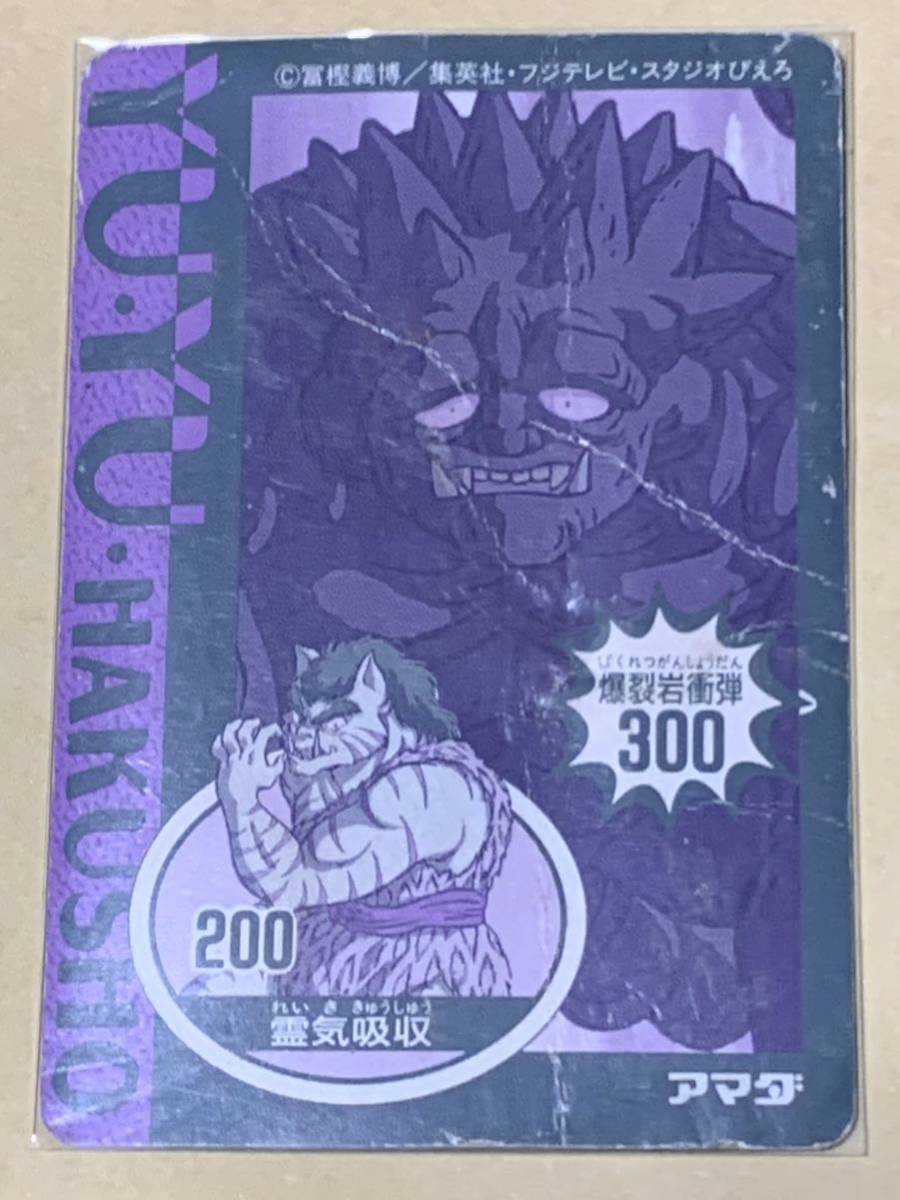 ©冨樫義博／集英社・フジテレビ・スタジオぴえろ
YU・YU・HAKUSHO
ばくれつがんしょうだん
爆裂岩衝弾
300
200
れいききゅうしゅう
霊気吸収
アマダ